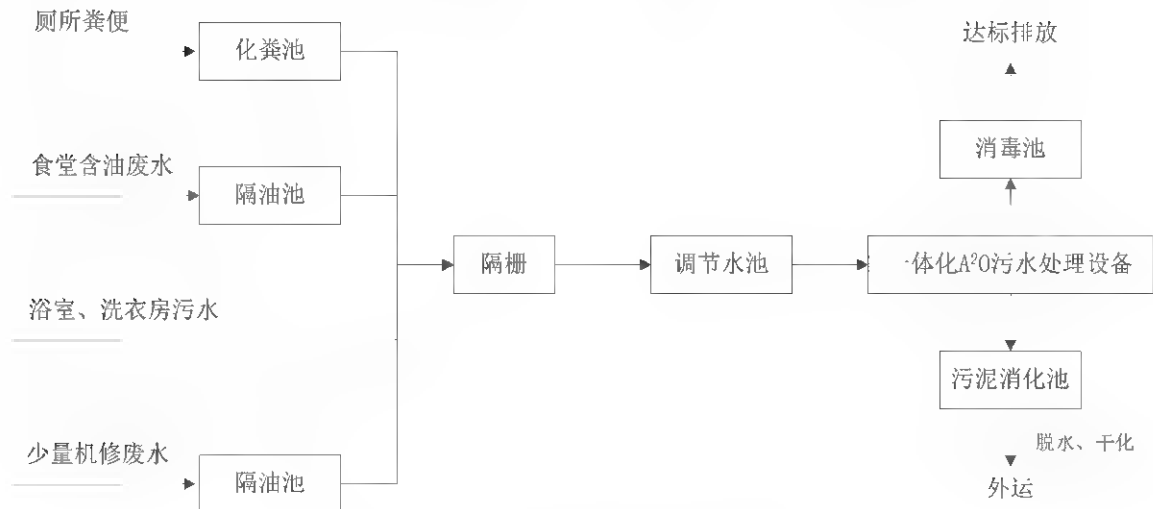 厕所粪便
化粪池
食堂含油废水
隔油池
浴室、洗衣房污水
少量机修废水
隔油池
隔栅
调节水池
一体化A²O污水处理设备
消毒池
达标排放
污泥消化池
脱水、干化
外运